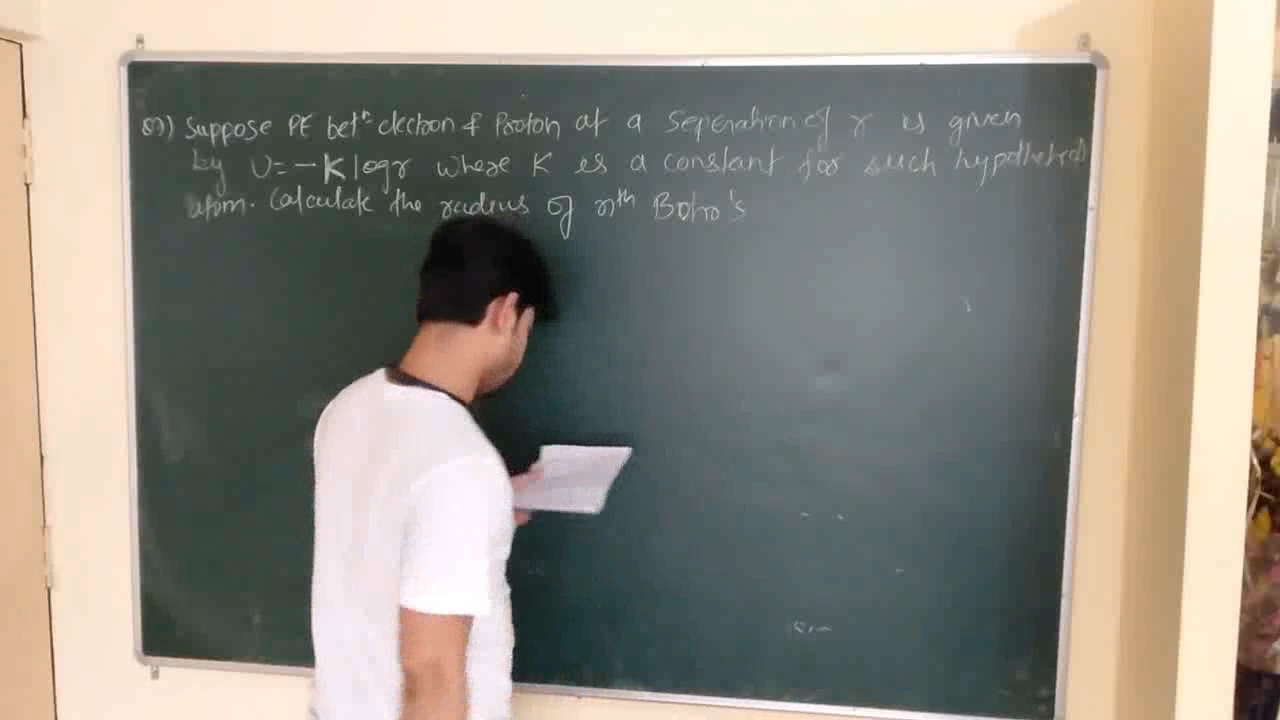 Q7) Suppose PE betn electron & Proton at a seperation of r is given
by U = - K log r where K is a constant for such hypothetical
atom. Calculate the radius of nth Bohr's